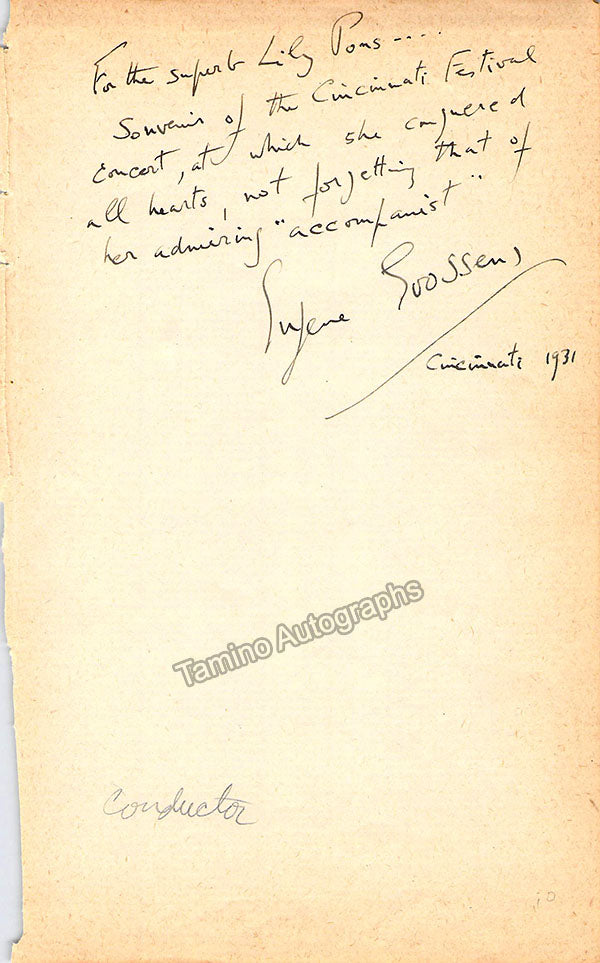 For the superb Lily Pons ----
Souvenir of the Cincinnati Festival
concert, at which she conquered
all hearts, not forgetting that of
her admiring "accompanist"
Eugene Goossens
Cincinnati 1931
Tamino Autographs
Conductor